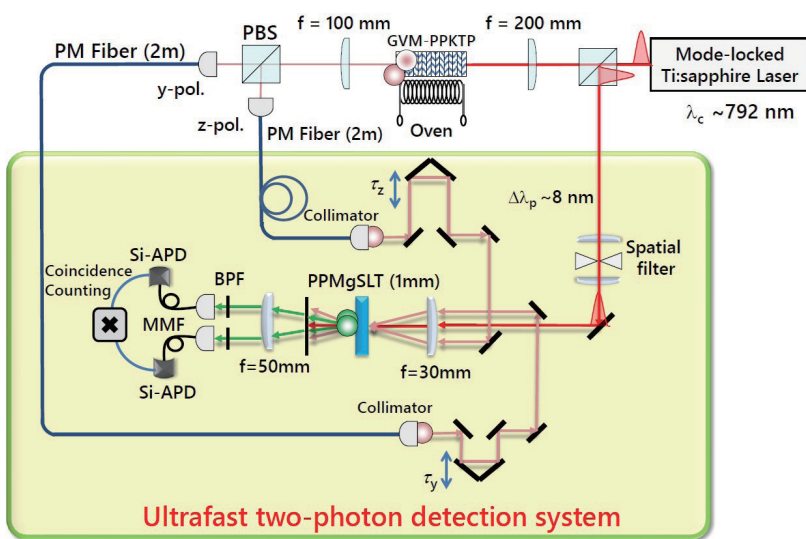 f = 100 mm
f = 200 mm
PBS
GVM-PPKTP
PM Fiber (2m)
Mode-locked
Ti:sapphire Laser
y-pol.
z-pol.
Oven
λc ~792 nm
PM Fiber (2m)
τz
Δλp ~8 nm
Collimator
Si-APD
Spatial
filter
Coincidence
Counting
BPF
PPMgSLT (1mm)
MMF
f=50mm
f=30mm
Si-APD
Collimator
τy
Ultrafast two-photon detection system